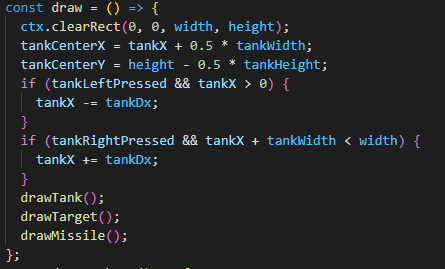 const draw = () => {
  ctx.clearRect(0, 0, width, height);
  tankCenterX = tankX + 0.5 * tankWidth;
  tankCenterY = height - 0.5 * tankHeight;
  if (tankLeftPressed && tankX > 0) {
    tankX -= tankDx;
  }
  if (tankRightPressed && tankX + tankWidth < width) {
    tankX += tankDx;
  }
  drawTank();
  drawTarget();
  drawMissile();
};